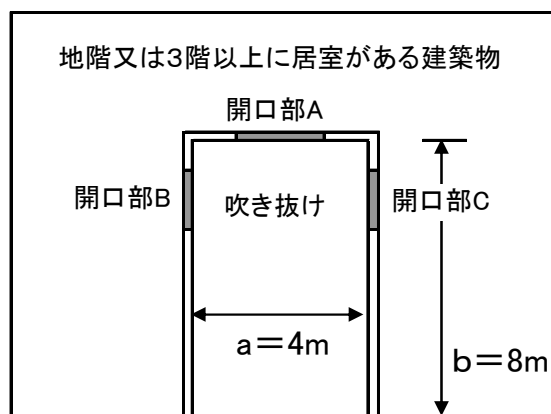 地階又は3階以上に居室がある建築物
開口部A
開口部B
吹き抜け
開口部C
a=4m
b=8m